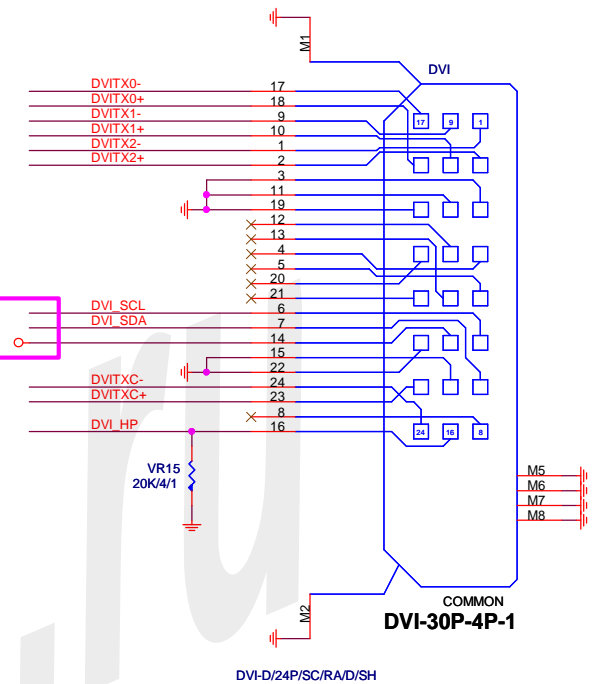 M1
DVI
DVITX0- 17
DVITX0+ 18
DVITX1- 9
DVITX1+ 10
DVITX2- 1
DVITX2+ 2
3
11
19
12
13
4
5
20
21
DVI_SCL 6
DVI_SDA 7
14
15
22
DVITXC- 24
DVITXC+ 23
8
DVI_HP 16
17 9 1
24 16 8
VR15
20K/4/1
M5
M6
M7
M8
M2
COMMON
DVI-30P-4P-1
DVI-D/24P/SC/RA/D/SH
.ru